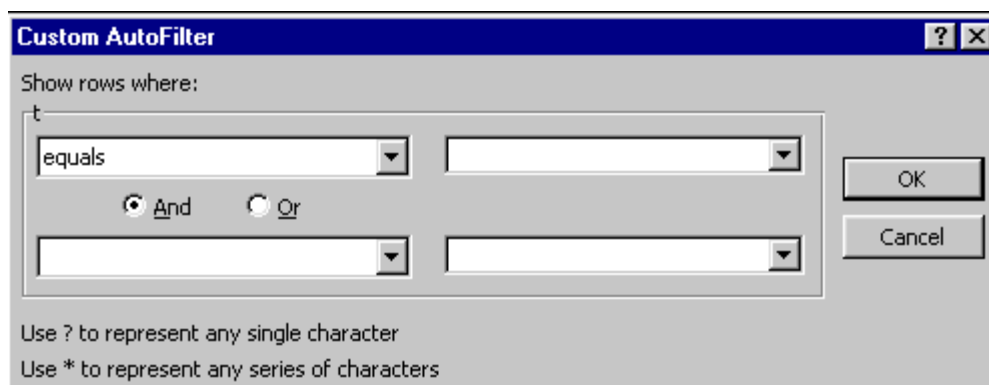 Custom AutoFilter
Show rows where:
t
equals
And Or
OK
Cancel
Use ? to represent any single character
Use * to represent any series of characters